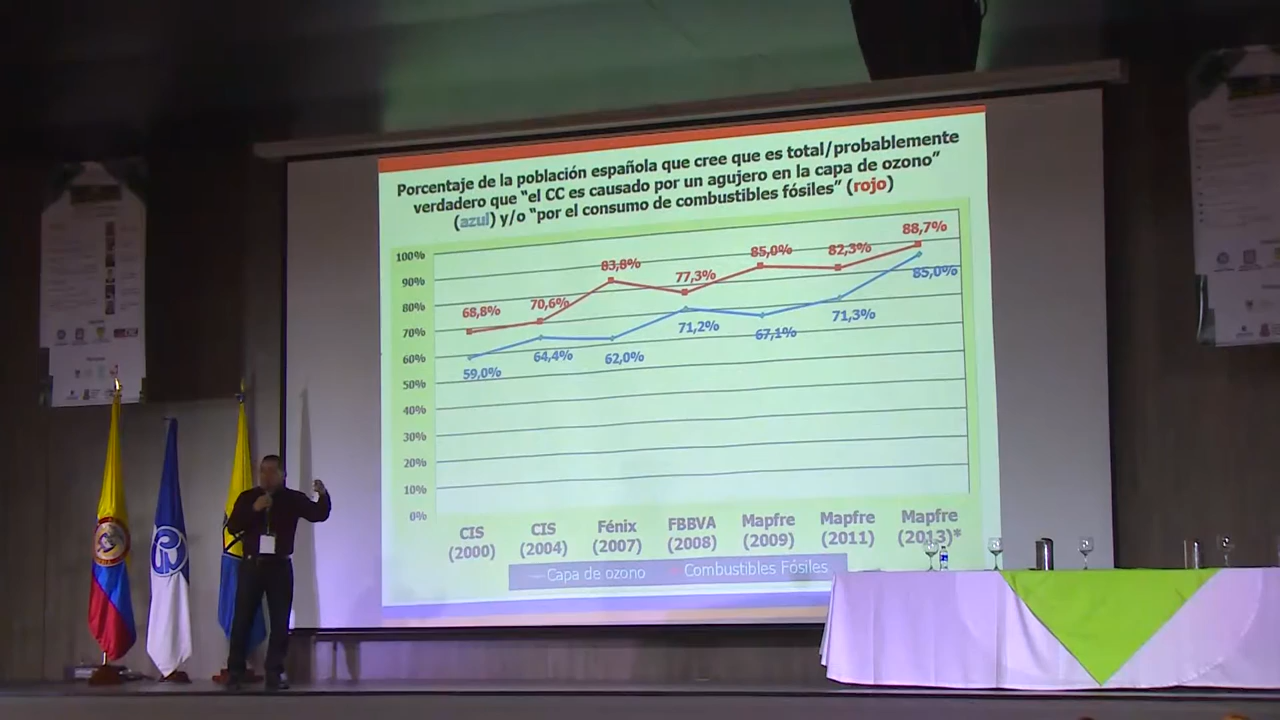 Porcentaje de la población española que cree que es total/probablemente
verdadero que “el CC es causado por un agujero en la capa de ozono”
(azul) y/o “por el consumo de combustibles fósiles” (rojo)
100%
90%
80%
70%
60%
50%
40%
30%
20%
10%
0%
68,8%
70,6%
83,8%
77,3%
85,0%
82,3%
88,7%
59,0%
64,4%
62,0%
71,2%
67,1%
71,3%
85,0%
CIS
(2000)
CIS
(2004)
Fénix
(2007)
FBBVA
(2008)
Mapfre
(2009)
Mapfre
(2011)
Mapfre
(2013)*
Capa de ozono
Combustibles Fósiles